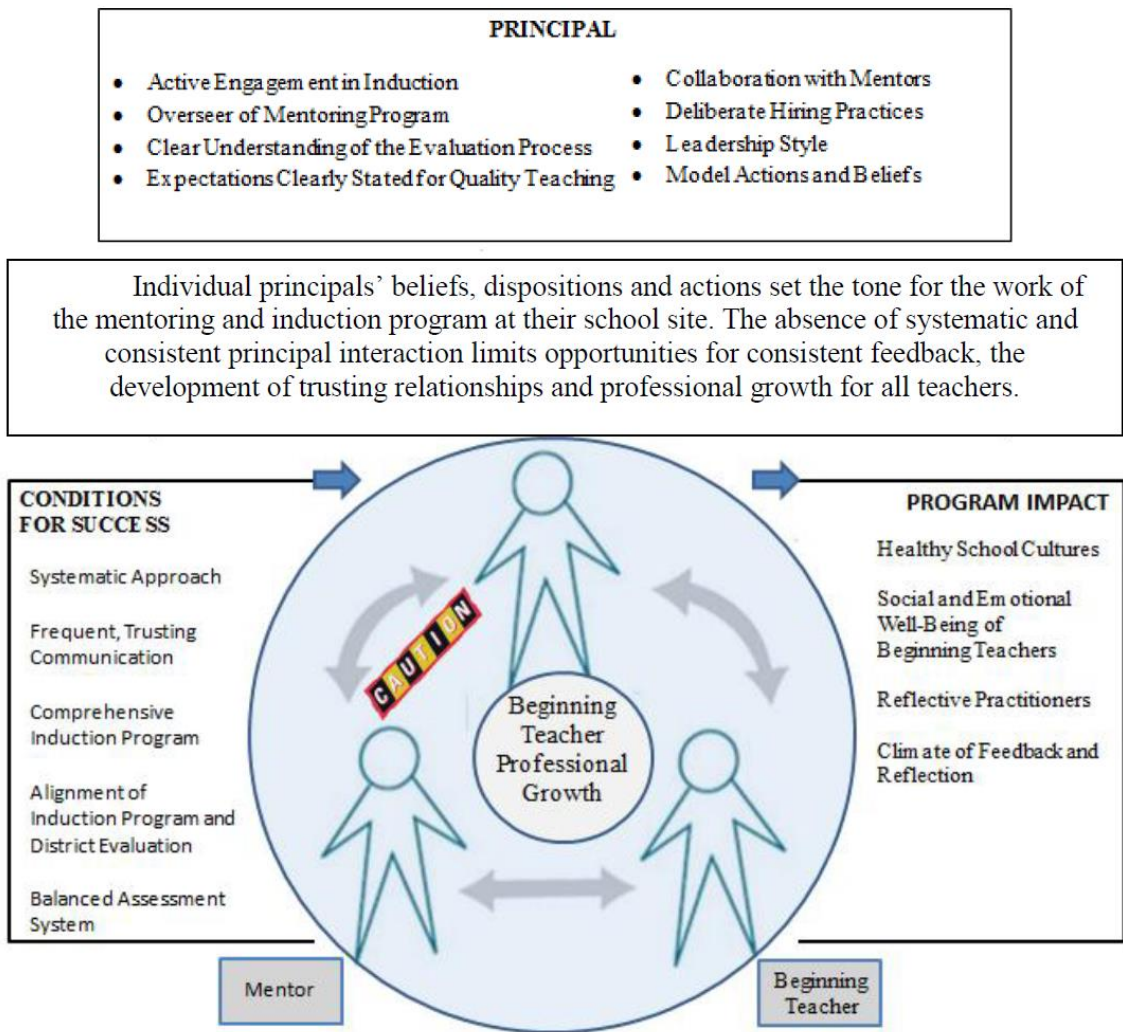 PRINCIPAL
• Active Engagement in Induction
• Overseer of Mentoring Program
• Clear Understanding of the Evaluation Process
• Expectations Clearly Stated for Quality Teaching
• Collaboration with Mentors
• Deliberate Hiring Practices
• Leadership Style
• Model Actions and Beliefs
Individual principals’ beliefs, dispositions and actions set the tone for the work of
the mentoring and induction program at their school site. The absence of systematic and
consistent principal interaction limits opportunities for consistent feedback, the
development of trusting relationships and professional growth for all teachers.
CONDITIONS
FOR SUCCESS
Systematic Approach
Frequent, Trusting
Communication
Comprehensive
Induction Program
Alignment of
Induction Program and
District Evaluation
Balanced Assessment
System
CAUTION
Beginning
Teacher
Professional
Growth
PROGRAM IMPACT
Healthy School Cultures
Social and Emotional
Well-Being of
Beginning Teachers
Reflective Practitioners
Climate of Feedback and
Reflection
Mentor
Beginning
Teacher